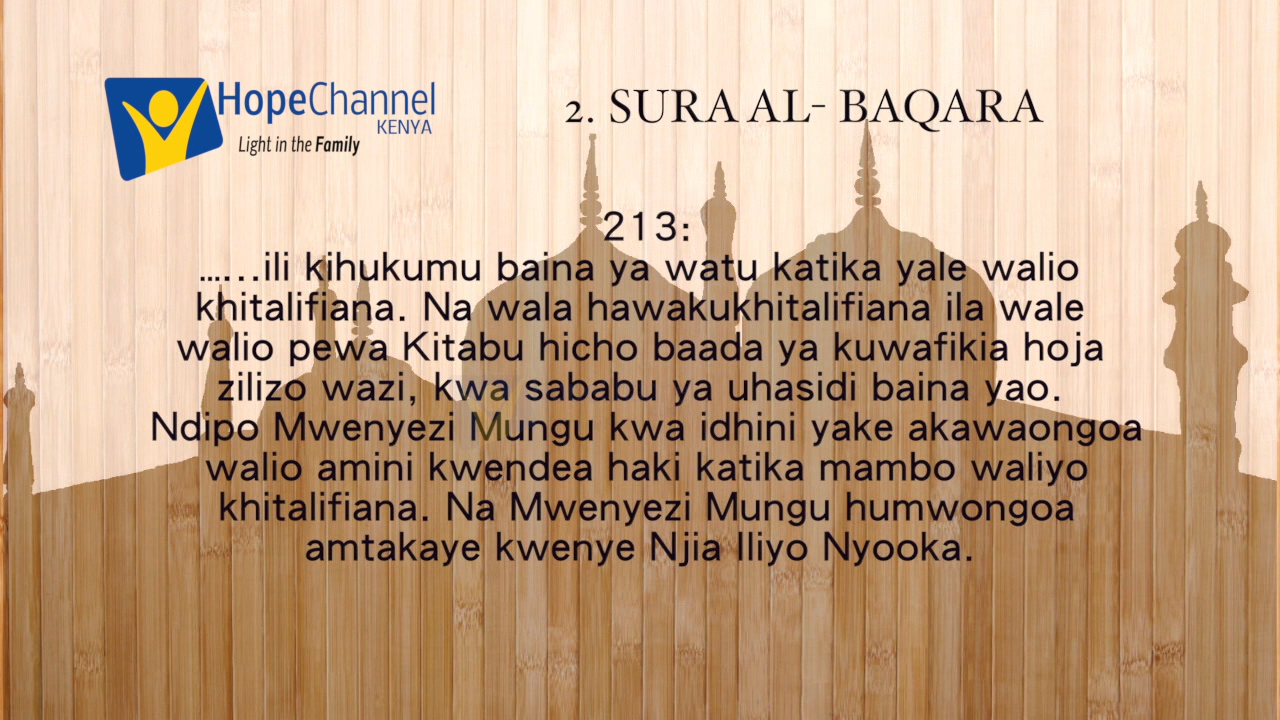 HopeChannel
KENYA
Light in the Family
2. SURA AL- BAQARA
213:
......ili kihukumu baina ya watu katika yale walio
khitalifiana. Na wala hawakukhitalifiana ila wale
walio pewa Kitabu hicho baada ya kuwafikia hoja
zilizo wazi, kwa sababu ya uhasidi baina yao.
Ndipo Mwenyezi Mungu kwa idhini yake akawaongoa
walio amini kwendea haki katika mambo waliyo
khitalifiana. Na Mwenyezi Mungu humwongoa
amtakaye kwenye Njia Iliyo Nyooka.